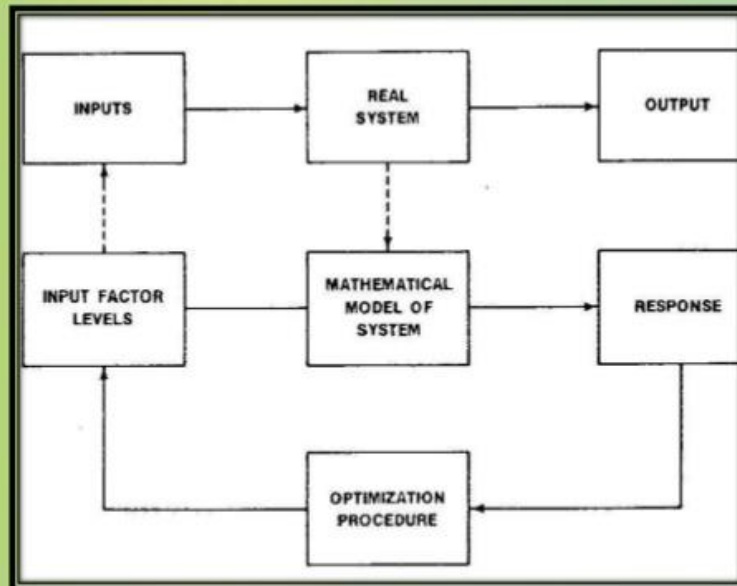 INPUTS
REAL
SYSTEM
OUTPUT
INPUT FACTOR
LEVELS
MATHEMATICAL
MODEL OF
SYSTEM
RESPONSE
OPTIMIZATION
PROCEDURE